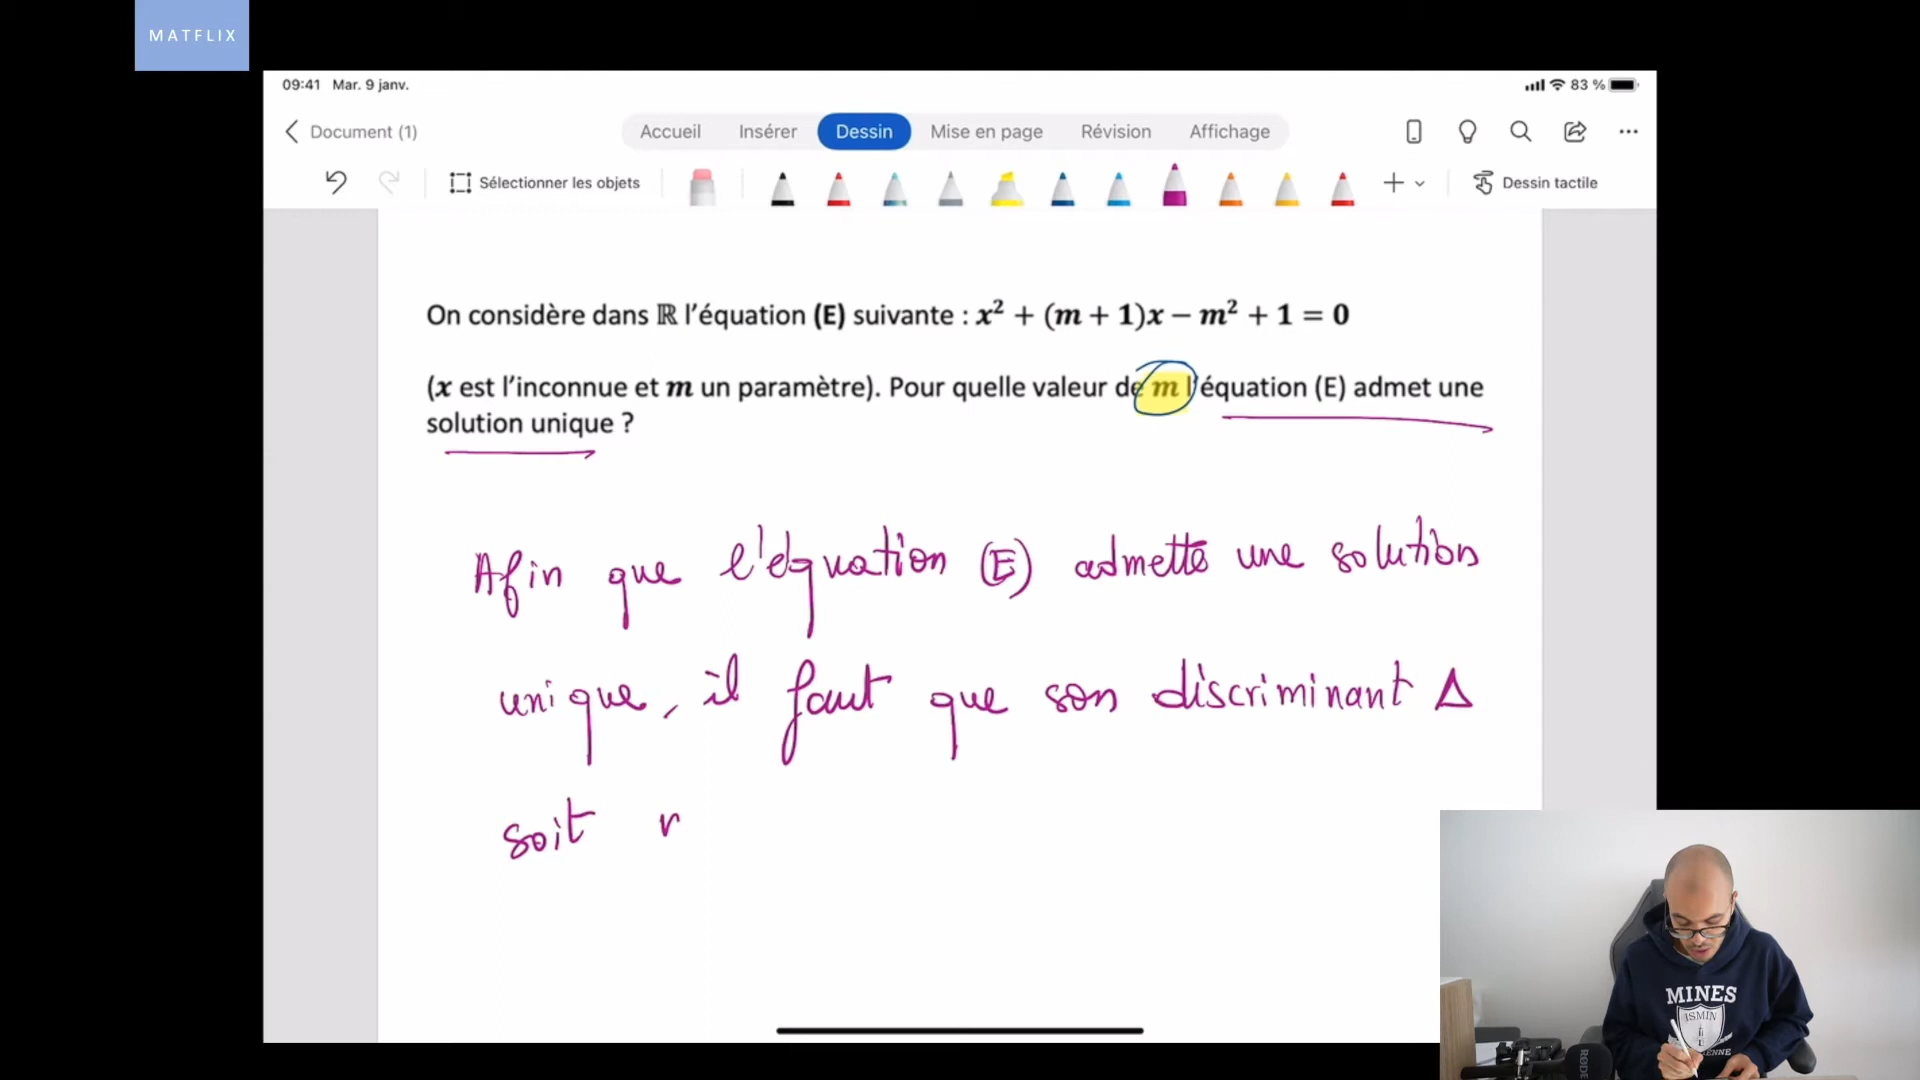 MATFLIX
09:41 Mar. 9 janv.
83 %
Document (1)
Accueil Insérer Dessin Mise en page Révision Affichage
Sélectionner les objets
Dessin tactile
On considère dans ℝ l'équation (E) suivante : x² + (m + 1)x − m² + 1 = 0
(x est l'inconnue et m un paramètre). Pour quelle valeur de m l'équation (E) admet une
solution unique ?
Afin que l'équation (E) admette une solution
unique, il faut que son discriminant Δ
soit n
MINES
ISMIN
RØDE